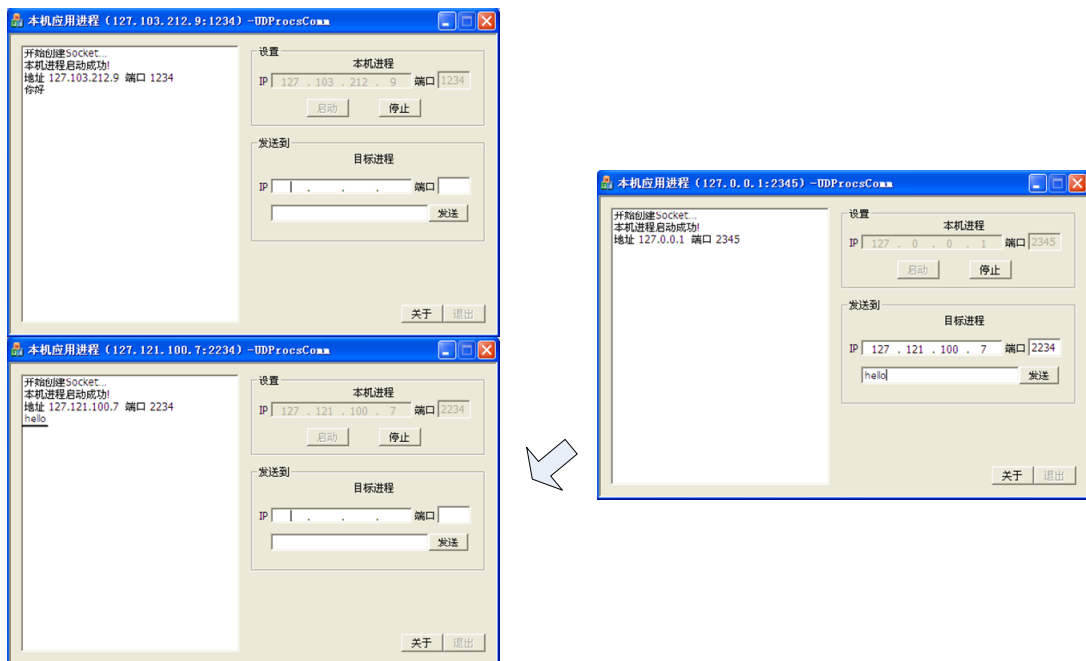 本机应用进程（127.103.212.9:1234）-UDProcsComm
开始创建Socket...
本机进程启动成功!
地址 127.103.212.9 端口 1234
你好
设置
本机进程
IP 127 . 103 . 212 . 9 端口 1234
启动 停止
发送到
目标进程
IP . . . 端口
发送
关于 退出
本机应用进程（127.121.100.7:2234）-UDProcsComm
开始创建Socket...
本机进程启动成功!
地址 127.121.100.7 端口 2234
hello
设置
本机进程
IP 127 . 121 . 100 . 7 端口 2234
启动 停止
发送到
目标进程
IP . . . 端口
发送
关于 退出
本机应用进程（127.0.0.1:2345）-UDProcsComm
开始创建Socket...
本机进程启动成功!
地址 127.0.0.1 端口 2345
设置
本机进程
IP 127 . 0 . 0 . 1 端口 2345
启动 停止
发送到
目标进程
IP 127 . 121 . 100 . 7 端口 2234
hello 发送
关于 退出